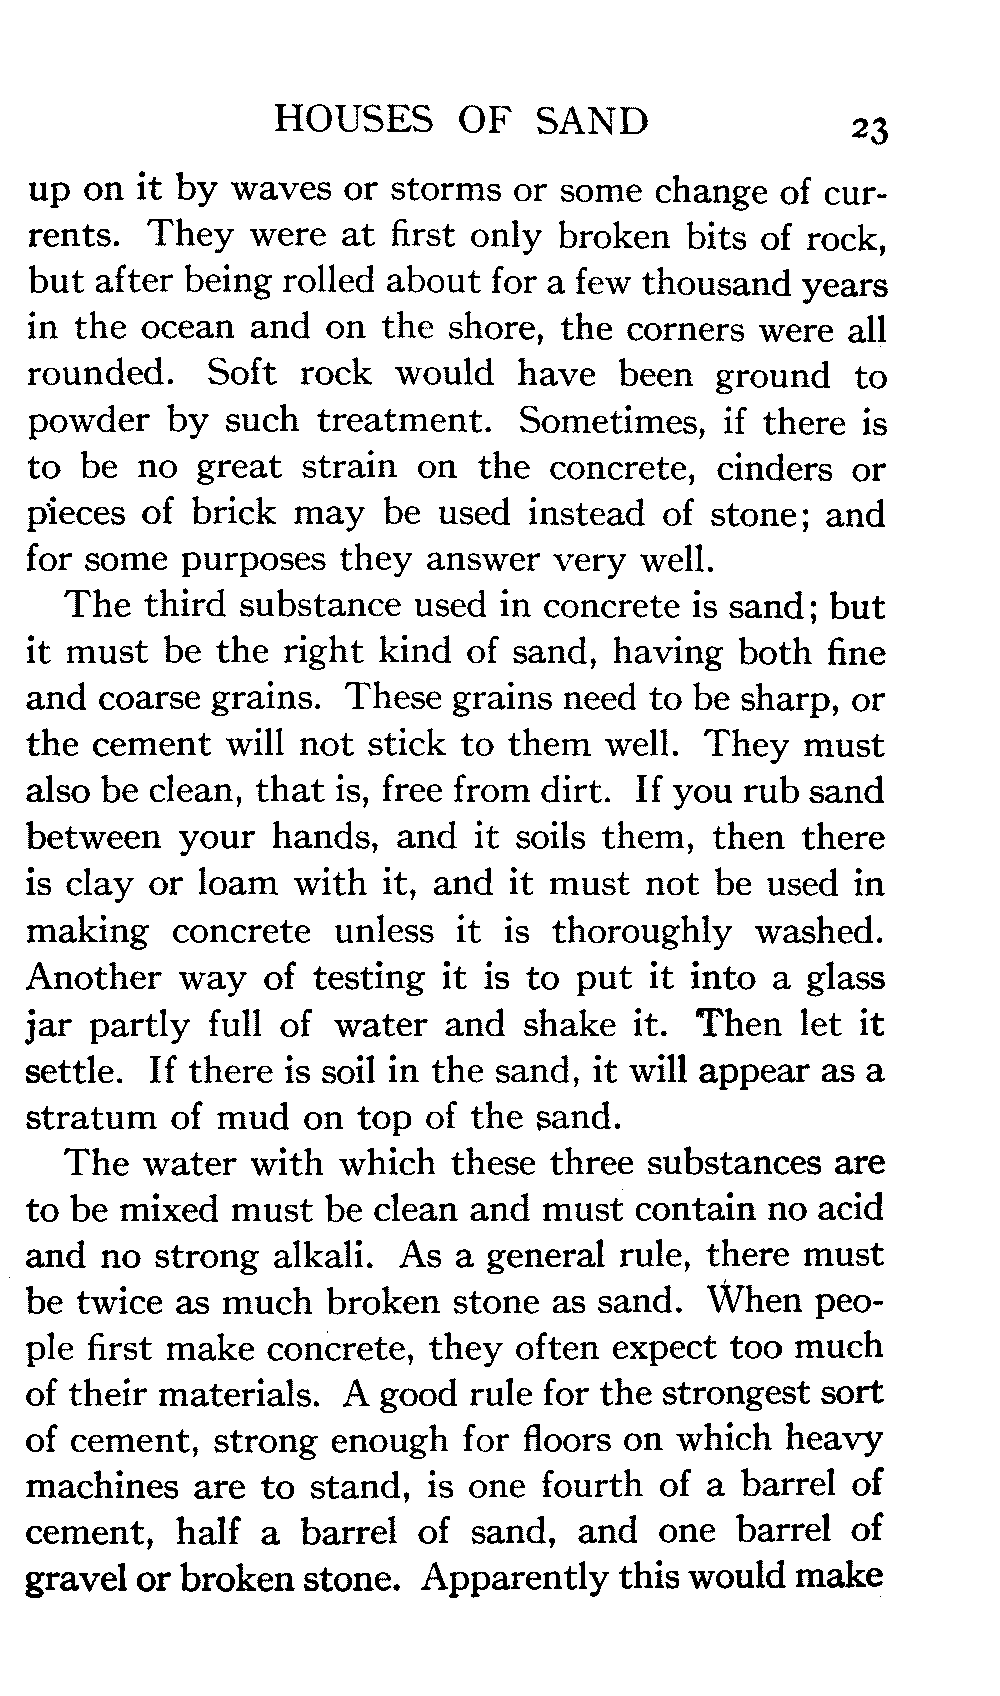 HOUSES OF SAND 23
up on it by waves or storms or some change of cur-
rents. They were at first only broken bits of rock,
but after being rolled about for a few thousand years
in the ocean and on the shore, the corners were all
rounded. Soft rock would have been ground to
powder by such treatment. Sometimes, if there is
to be no great strain on the concrete, cinders or
pieces of brick may be used instead of stone; and
for some purposes they answer very well.
The third substance used in concrete is sand; but
it must be the right kind of sand, having both fine
and coarse grains. These grains need to be sharp, or
the cement will not stick to them well. They must
also be clean, that is, free from dirt. If you rub sand
between your hands, and it soils them, then there
is clay or loam with it, and it must not be used in
making concrete unless it is thoroughly washed.
Another way of testing it is to put it into a glass
jar partly full of water and shake it. Then let it
settle. If there is soil in the sand, it will appear as a
stratum of mud on top of the sand.
The water with which these three substances are
to be mixed must be clean and must contain no acid
and no strong alkali. As a general rule, there must
be twice as much broken stone as sand. When peo-
ple first make concrete, they often expect too much
of their materials. A good rule for the strongest sort
of cement, strong enough for floors on which heavy
machines are to stand, is one fourth of a barrel of
cement, half a barrel of sand, and one barrel of
gravel or broken stone. Apparently this would make